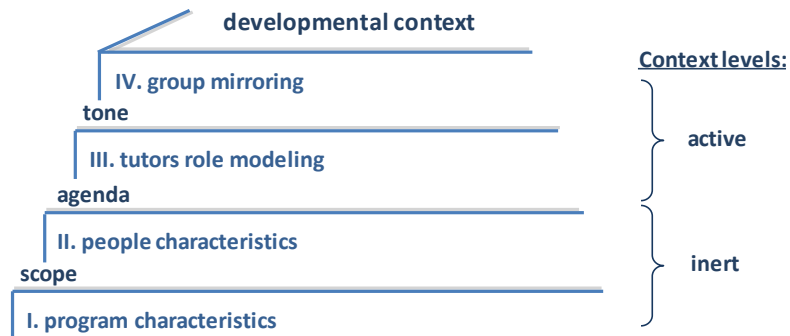 developmental context
Context levels:
IV. group mirroring
tone
active
III. tutors role modeling
agenda
II. people characteristics
inert
scope
I. program characteristics